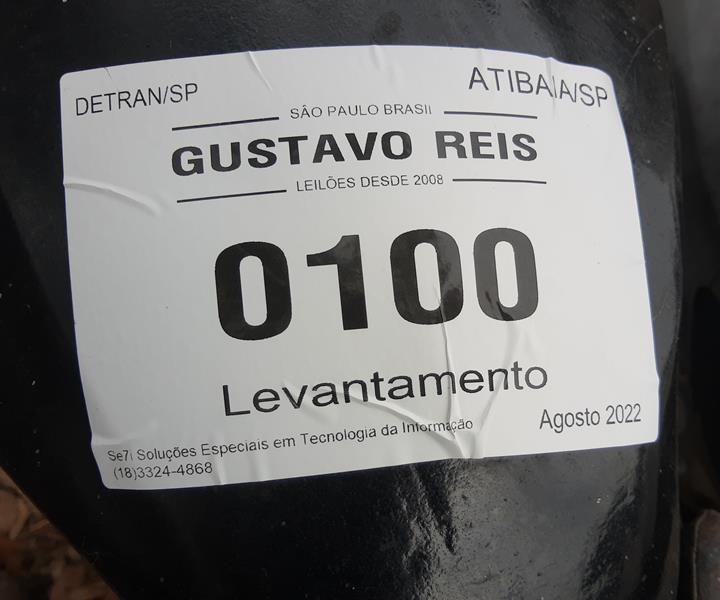 DETRAN/SP
ATIBAIA/SP
SÂO PAULO BRASIL
GUSTAVO REIS
LEILÕES DESDE 2008
0100
Levantamento
Agosto 2022
Se7i Soluções Especiais em Tecnologia da Informação
(18)3324-4868